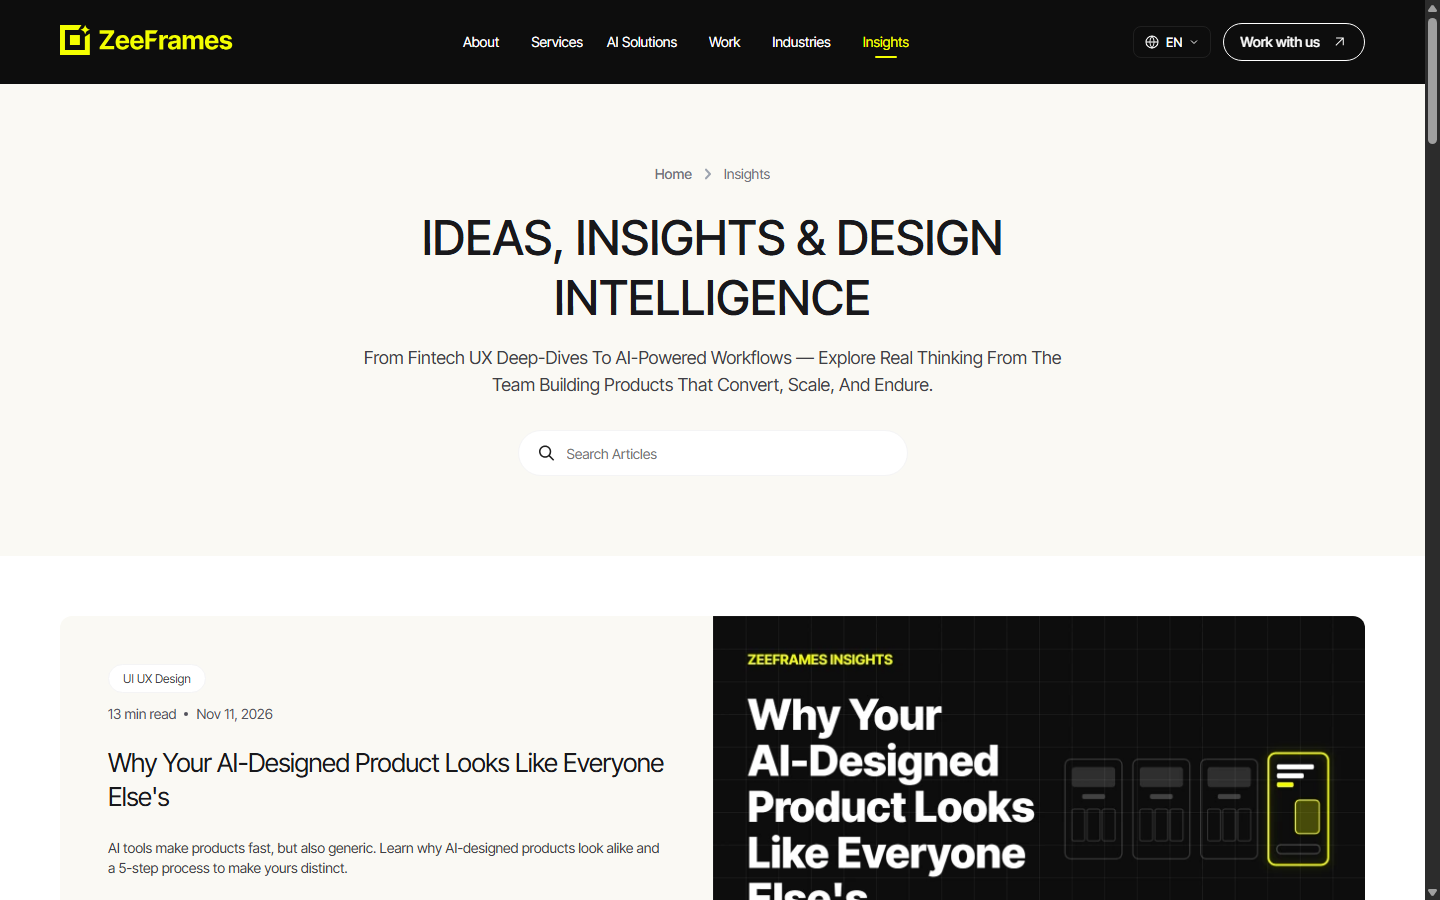 ZeeFrames
About
Services
AI Solutions
Work
Industries
Insights
EN
Work with us
Home
Insights
IDEAS, INSIGHTS & DESIGN
INTELLIGENCE
From Fintech UX Deep-Dives To AI-Powered Workflows — Explore Real Thinking From The
Team Building Products That Convert, Scale, And Endure.
Search Articles
UI UX Design
13 min read • Nov 11, 2026
Why Your AI-Designed Product Looks Like Everyone
Else's
AI tools make products fast, but also generic. Learn why AI-designed products look alike and
a 5-step process to make yours distinct.
ZEEFRAMES INSIGHTS
Why Your
AI-Designed
Product Looks
Like Everyone
Else's